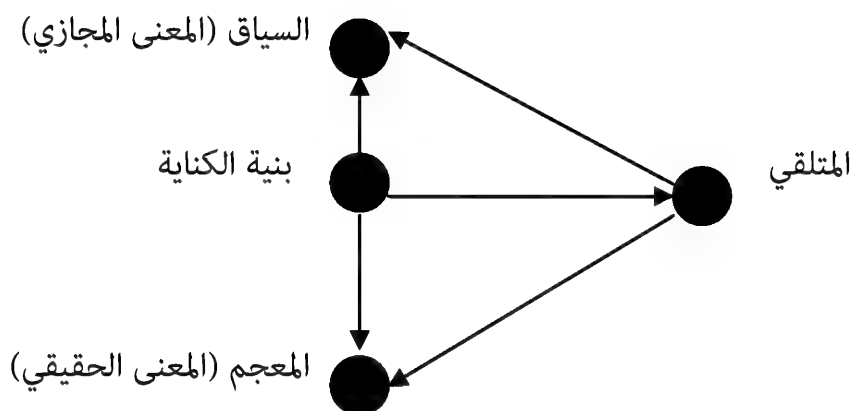 السياق (المعنى المجازي)
المتلقي
بنية الكناية
المعجم (المعنى الحقيقي)